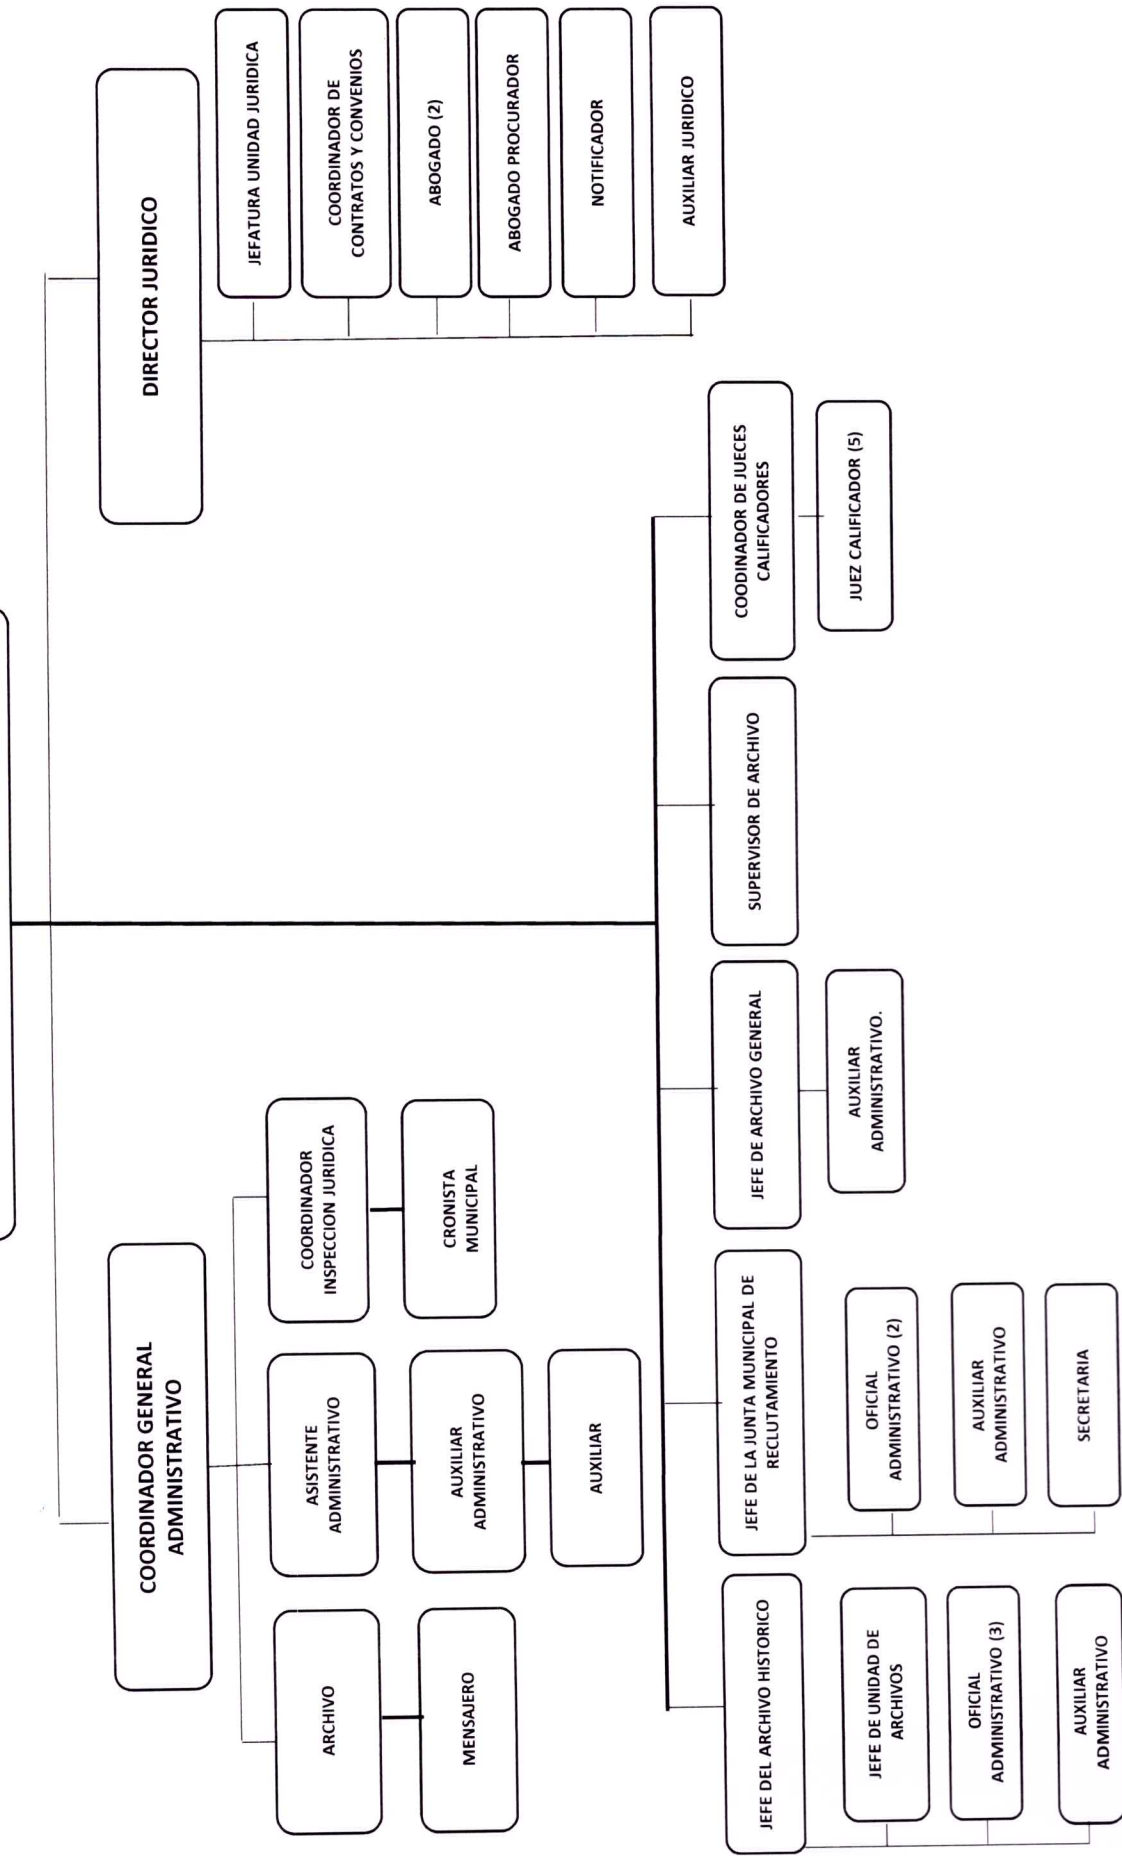 COORDINADOR GENERAL
ADMINISTRATIVO
DIRECTOR JURIDICO
ARCHIVO
MENSAJERO
ASISTENTE
ADMINISTRATIVO
AUXILIAR
ADMINISTRATIVO
AUXILIAR
COORDINADOR
INSPECCION JURIDICA
CRONISTA
MUNICIPAL
JEFATURA UNIDAD JURIDICA
COORDINADOR DE
CONTRATOS Y CONVENIOS
ABOGADO (2)
ABOGADO PROCURADOR
NOTIFICADOR
AUXILIAR JURIDICO
JEFE DEL ARCHIVO HISTORICO
JEFE DE UNIDAD DE
ARCHIVOS
OFICIAL
ADMINISTRATIVO (3)
AUXILIAR
ADMINISTRATIVO
JEFE DE LA JUNTA MUNICIPAL DE
RECLUTAMIENTO
OFICIAL
ADMINISTRATIVO (2)
AUXILIAR
ADMINISTRATIVO
SECRETARIA
JEFE DE ARCHIVO GENERAL
AUXILIAR
ADMINISTRATIVO.
SUPERVISOR DE ARCHIVO
COODINADOR DE JUECES
CALIFICADORES
JUEZ CALIFICADOR (5)